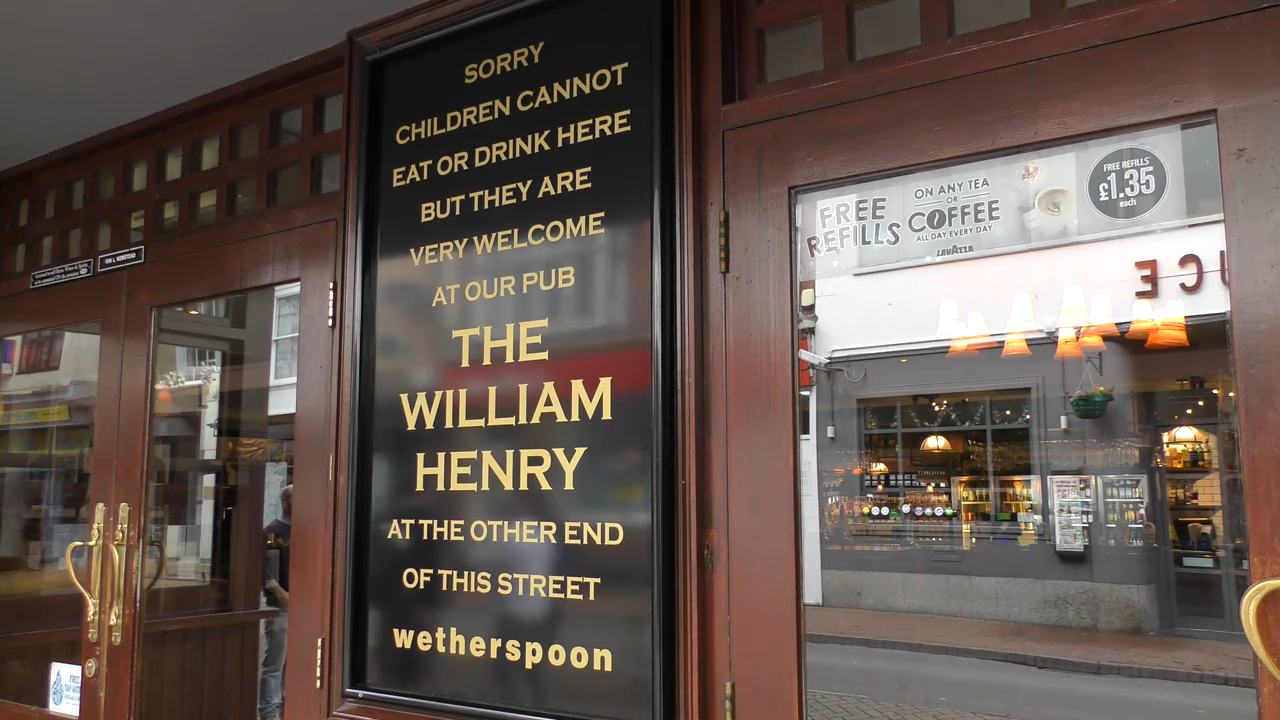 SORRY
CHILDREN CANNOT
EAT OR DRINK HERE
BUT THEY ARE
VERY WELCOME
AT OUR PUB
THE
WILLIAM
HENRY
AT THE OTHER END
OF THIS STREET
wetherspoon
FREE
REFILLS
ON ANY TEA
OR
COFFEE
ALL DAY EVERY DAY
LAVAZZA
FREE REFILLS
£1.35
each
FREE